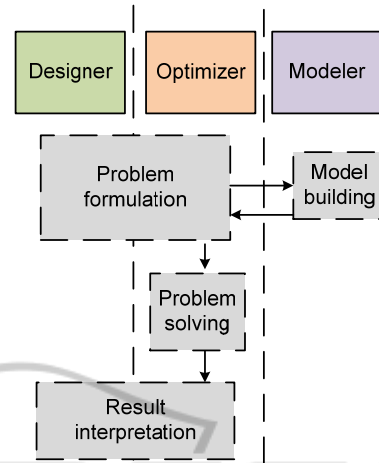 Designer
Optimizer
Modeler
Problem
formulation
Model
building
Problem
solving
Result
interpretation